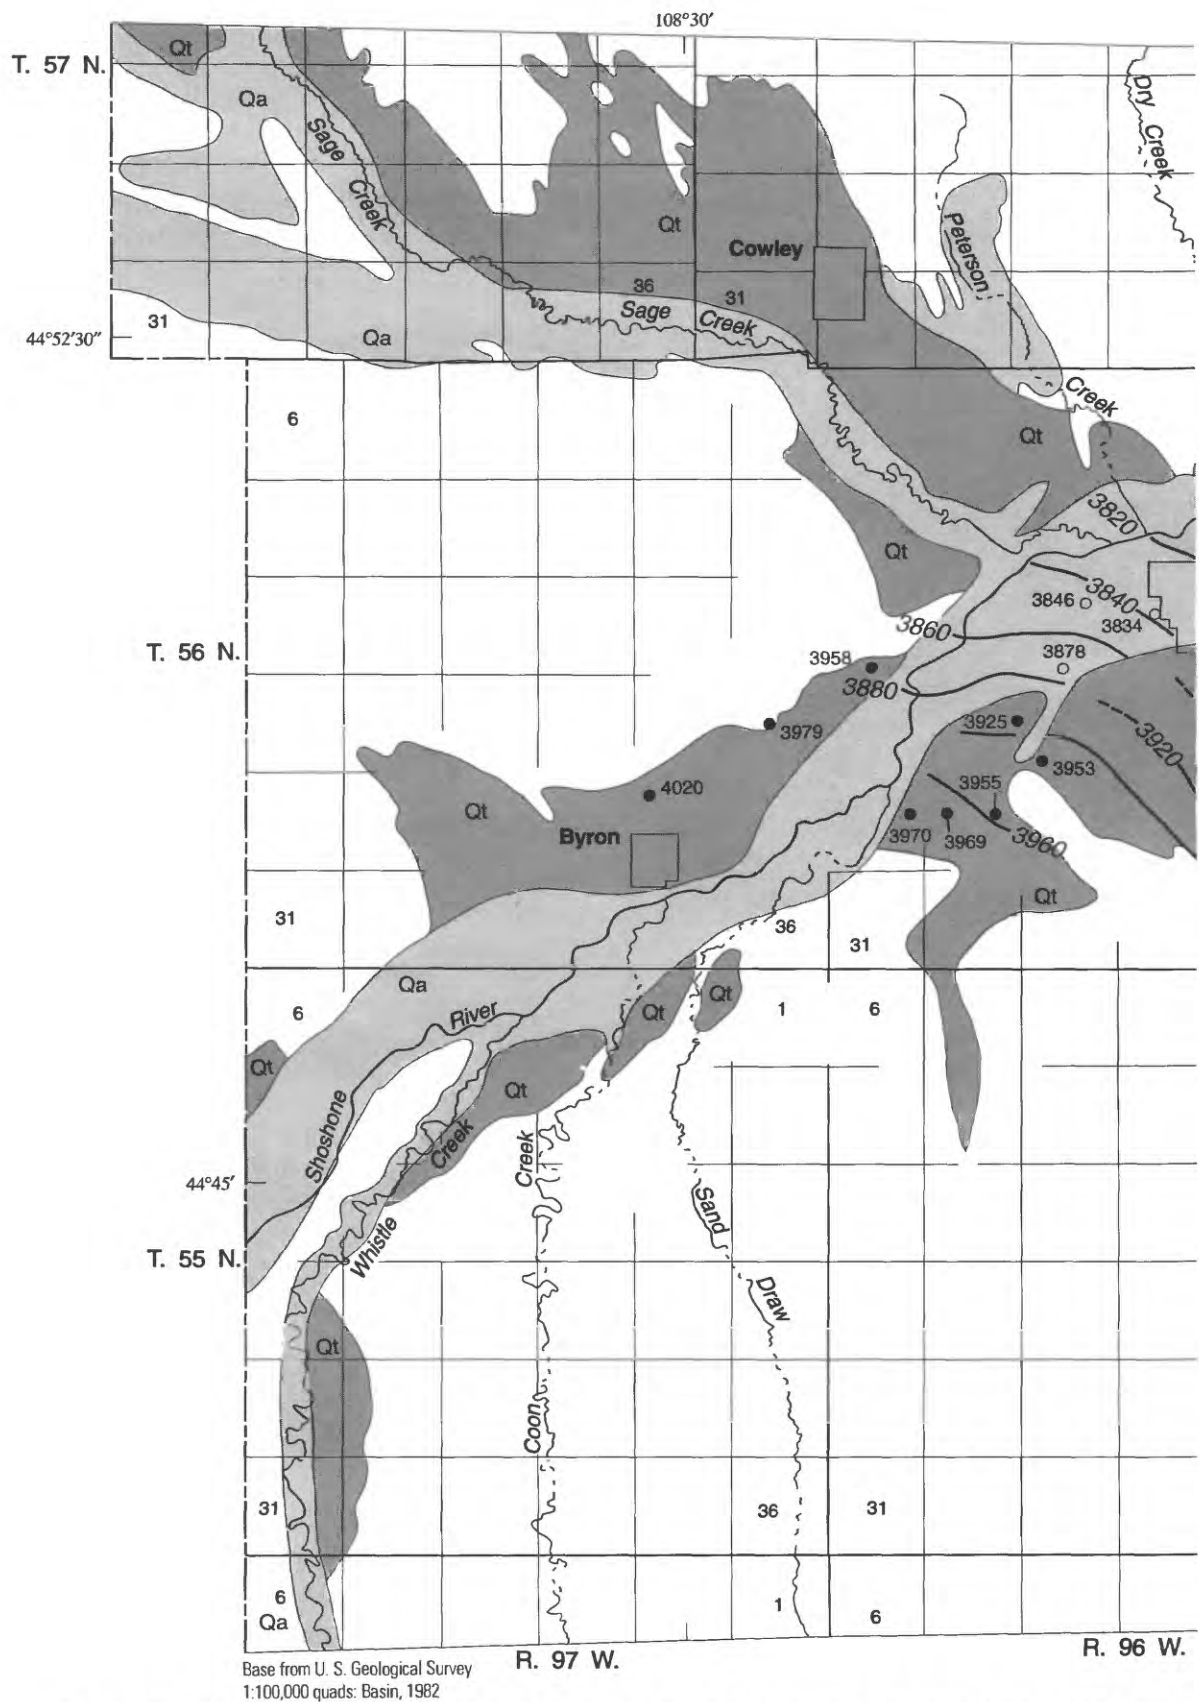 108°30′
T. 57 N.
Qt
Qa
Sage
Creek
Dry
Creek
Qt
Cowley
Peterson
36
31
Sage
Creek
31
44°52′30″
Qa
Creek
6
Qt
3820
Qt
3840
3846
3834
3860
T. 56 N.
3958
3878
3880
3925
3920
3979
3953
4020
3955
Qt
Byron
3970
3969
3960
Qt
31
36
31
Qa
Qt
Qt
6
River
1
6
Qt
Qt
Shoshone
Creek
Creek
44°45′
Sand
Whistle
T. 55 N.
Draw
Qt
Coon
31
36
31
6
1
6
Qa
R. 97 W.
R. 96 W.
Base from U. S. Geological Survey
1:100,000 quads: Basin, 1982